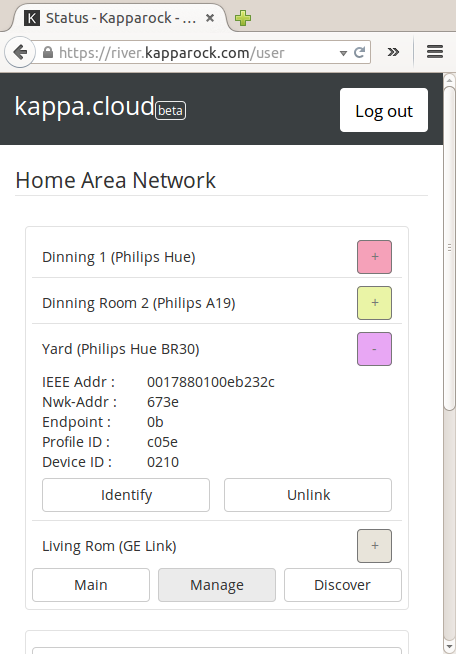 K Status - Kapparock - ... ×
https://river.kapparock.com/user
kappa.cloud beta
Log out
Home Area Network
Dinning 1 (Philips Hue) +
Dinning Room 2 (Philips A19) +
Yard (Philips Hue BR30) -
IEEE Addr : 0017880100eb232c
Nwk-Addr : 673e
Endpoint : 0b
Profile ID : c05e
Device ID : 0210
Identify Unlink
Living Rom (GE Link) +
Main Manage Discover